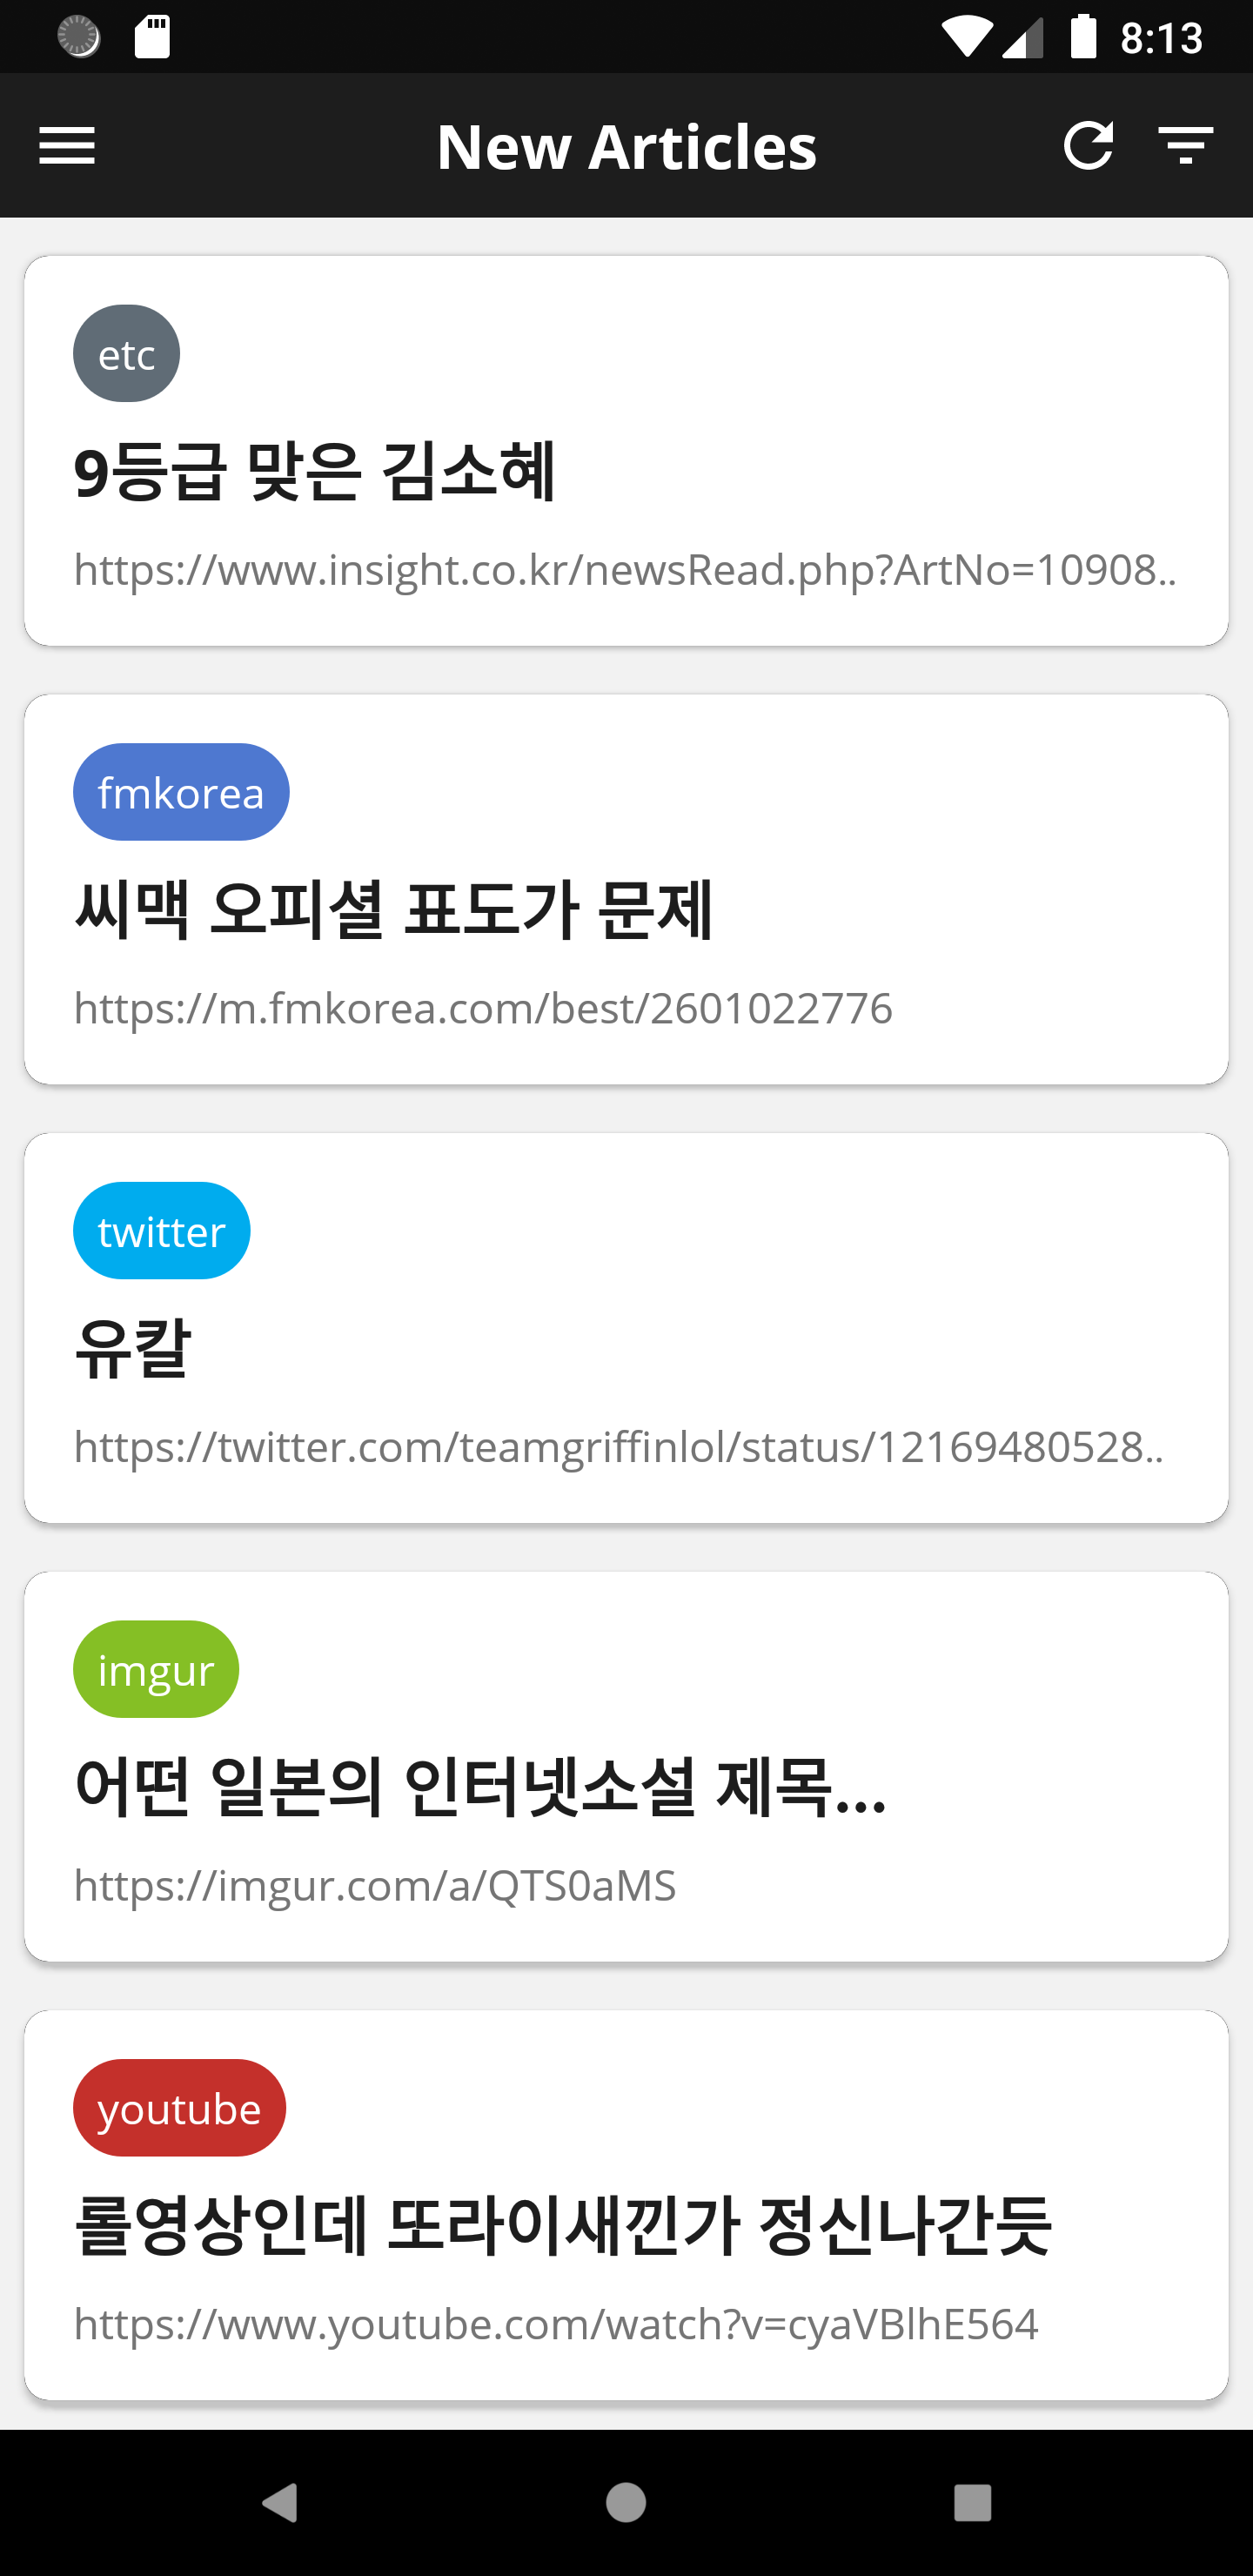 8:13
New Articles
etc
9등급 맞은 김소혜
https://www.insight.co.kr/newsRead.php?ArtNo=10908..
fmkorea
씨맥 오피셜 표도가 문제
https://m.fmkorea.com/best/2601022776
twitter
유칼
https://twitter.com/teamgriffinlol/status/12169480528..
imgur
어떤 일본의 인터넷소설 제목...
https://imgur.com/a/QTS0aMS
youtube
롤영상인데 또라이새낀가 정신나간듯
https://www.youtube.com/watch?v=cyaVBlhE564